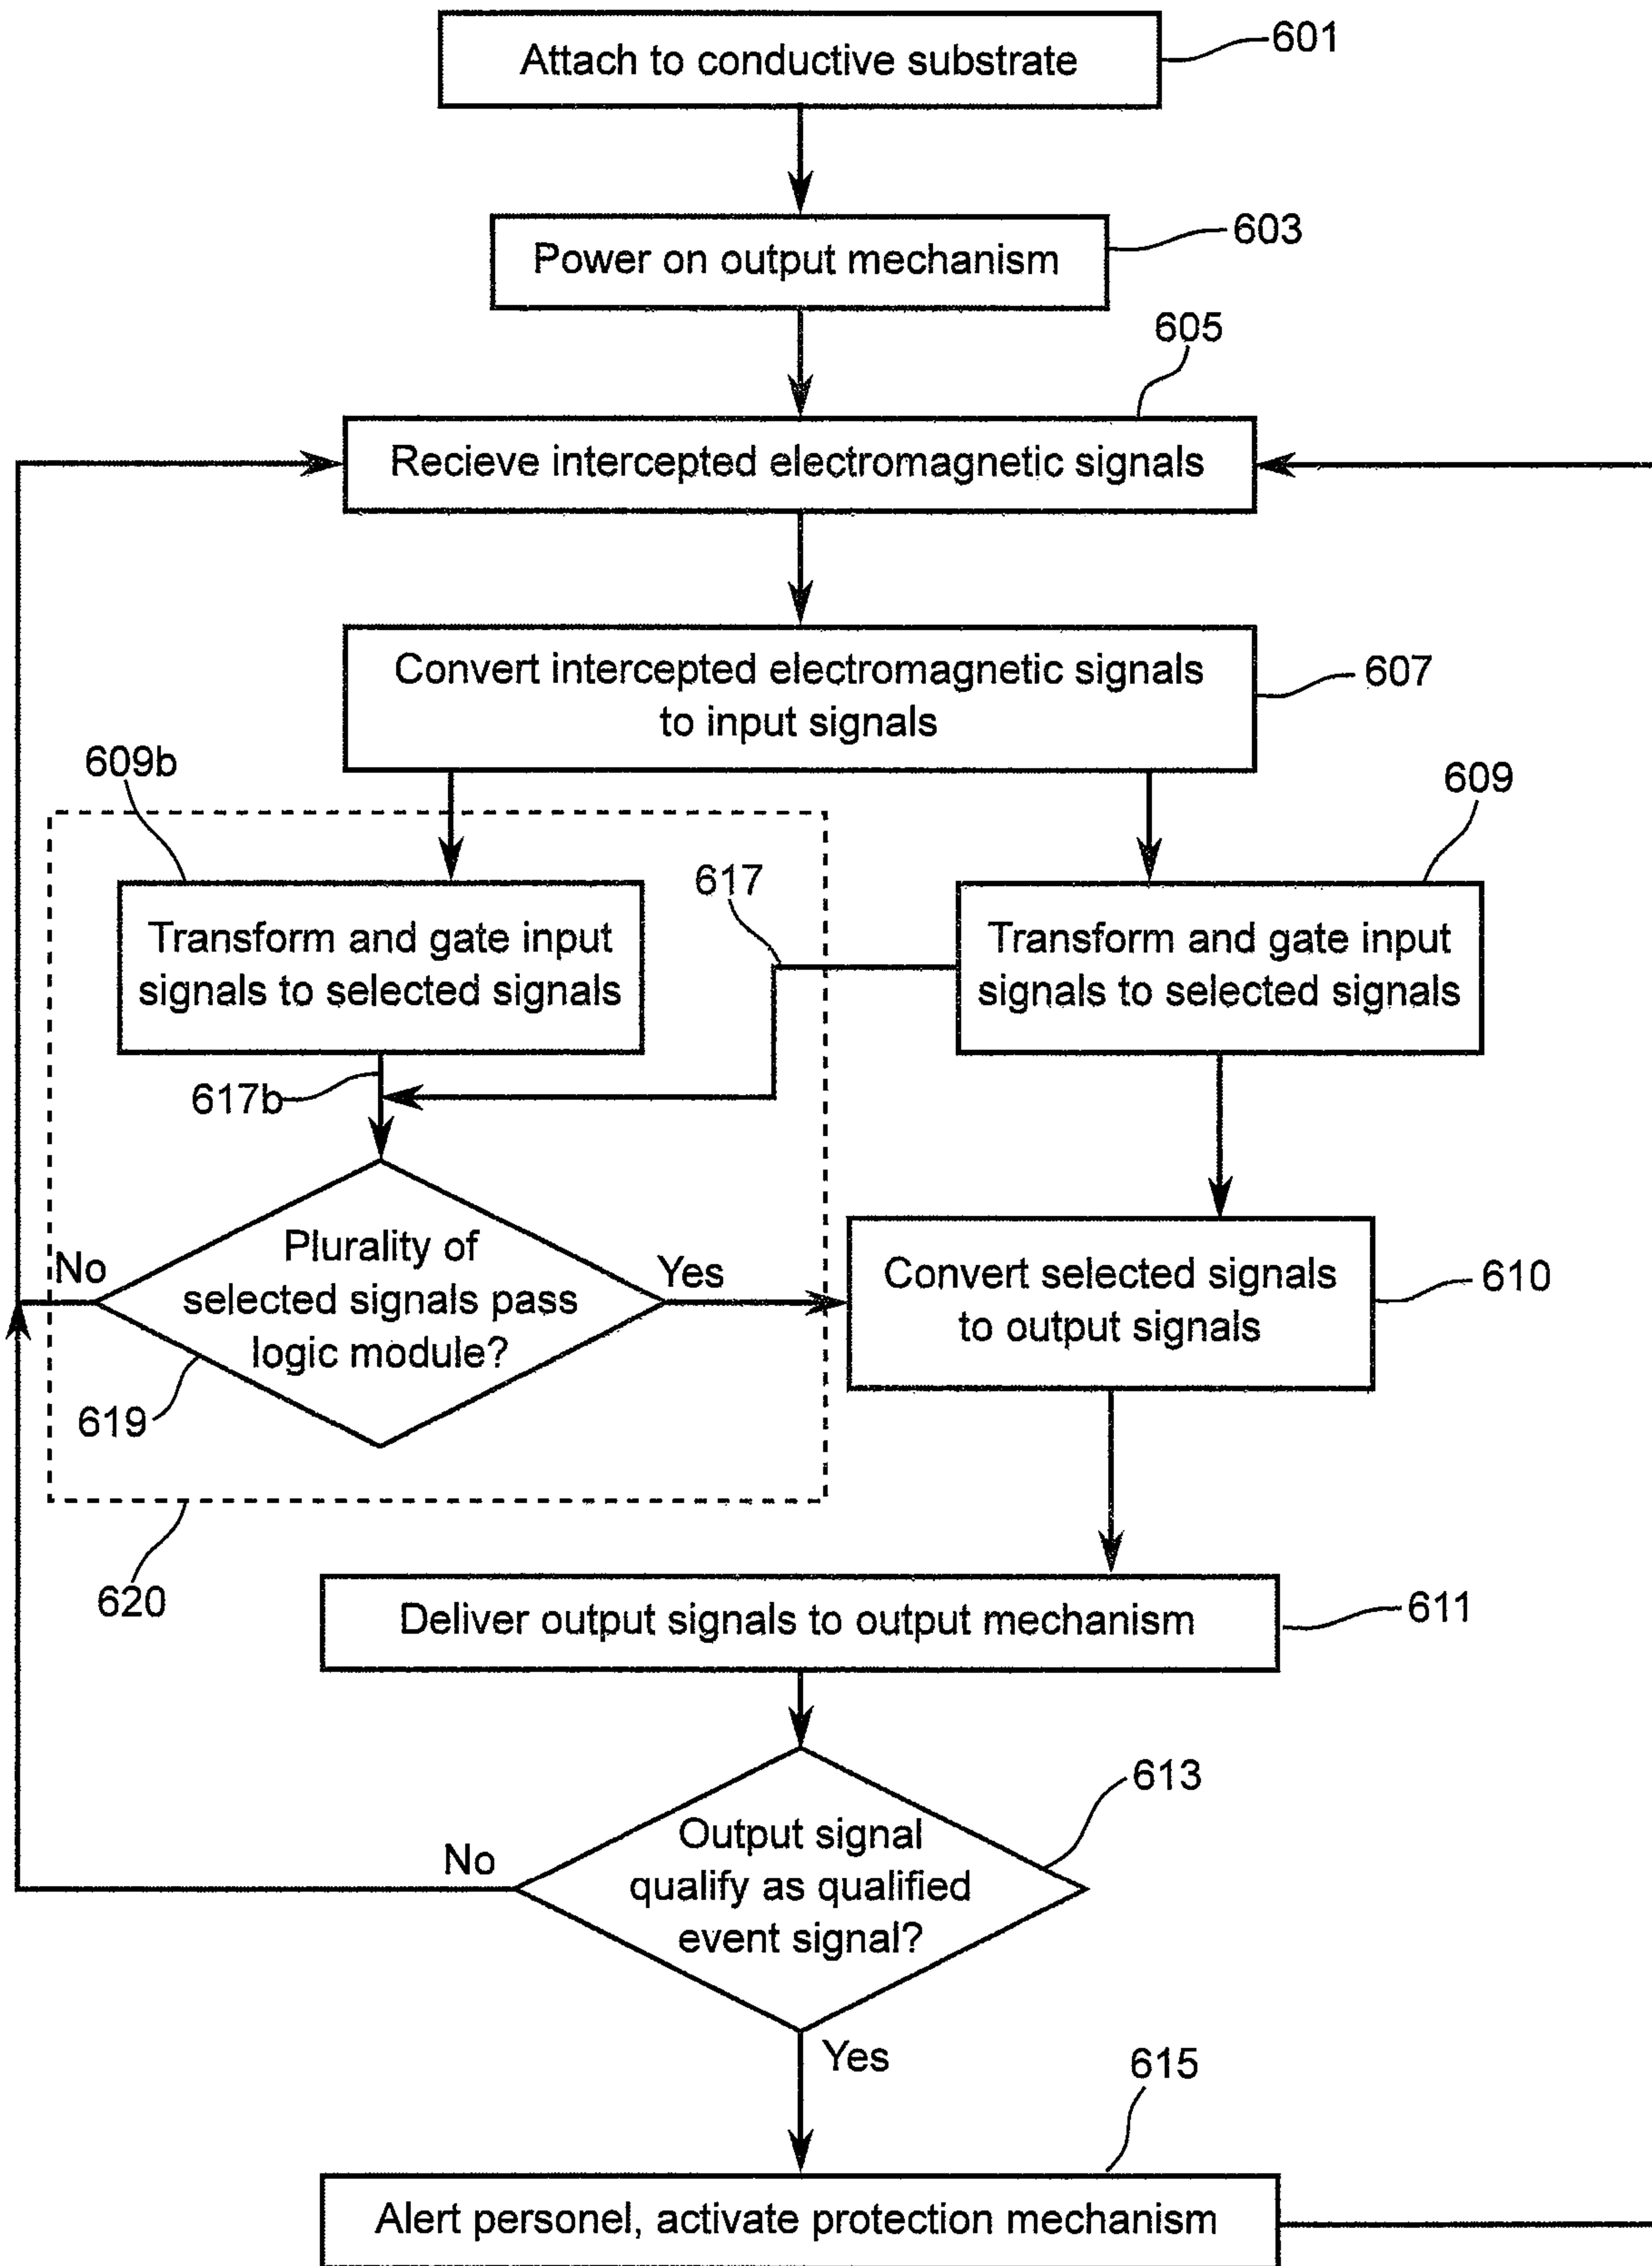 Attach to conductive substrate
601
Power on output mechanism
603
605
Recieve intercepted electromagnetic signals
Convert intercepted electromagnetic signals
to input signals
607
609b
609
617
Transform and gate input
signals to selected signals
Transform and gate input
signals to selected signals
617b
No
Plurality of
selected signals pass
logic module?
Yes
619
Convert selected signals
to output signals
610
620
Deliver output signals to output mechanism
611
613
No
Output signal
qualify as qualified
event signal?
Yes
615
Alert personel, activate protection mechanism